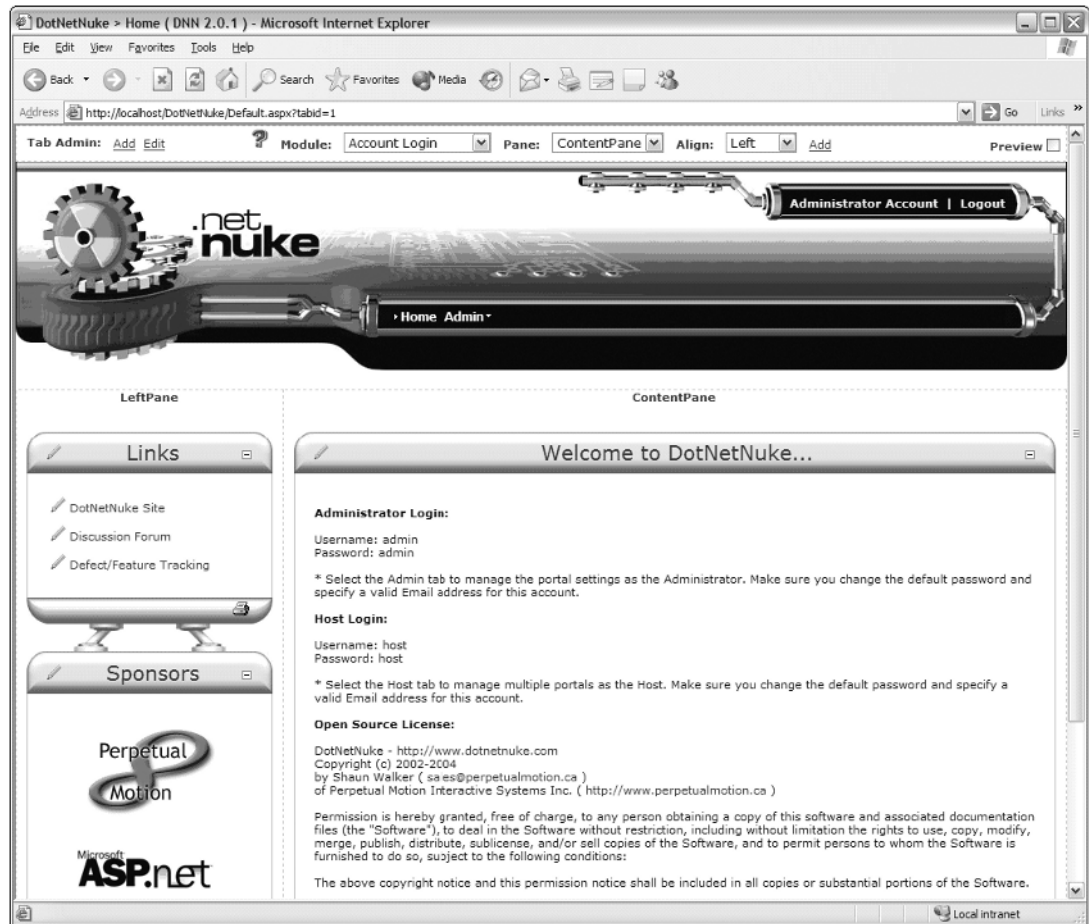 DotNetNuke > Home ( DNN 2.0.1 ) - Microsoft Internet Explorer
File Edit View Favorites Tools Help
Back Search Favorites Media
Address http://localhost/DotNetNuke/Default.aspx?tabid=1 Go Links »
Tab Admin: Add Edit ? Module: Account Login Pane: ContentPane Align: Left Add Preview
Administrator Account | Logout
.net
nuke
Home Admin
LeftPane
ContentPane
Links
DotNetNuke Site
Discussion Forum
Defect/Feature Tracking
Sponsors
Perpetual
Motion
Microsoft
ASP.net
Welcome to DotNetNuke...
Administrator Login:
Username: admin
Password: admin
* Select the Admin tab to manage the portal settings as the Administrator. Make sure you change the default password and
specify a valid Email address for this account.
Host Login:
Username: host
Password: host
* Select the Host tab to manage multiple portals as the Host. Make sure you change the default password and specify a
valid Email address for this account.
Open Source License:
DotNetNuke - http://www.dotnetnuke.com
Copyright (c) 2002-2004
by Shaun Walker ( sales@perpetualmotion.ca )
of Perpetual Motion Interactive Systems Inc. ( http://www.perpetualmotion.ca )
Permission is hereby granted, free of charge, to any person obtaining a copy of this software and associated documentation
files (the "Software"), to deal in the Software without restriction, including without limitation the rights to use, copy, modify,
merge, publish, distribute, sublicense, and/or sell copies of the Software, and to permit persons to whom the Software is
furnished to do so, subject to the following conditions:
The above copyright notice and this permission notice shall be included in all copies or substantial portions of the Software.
Local intranet